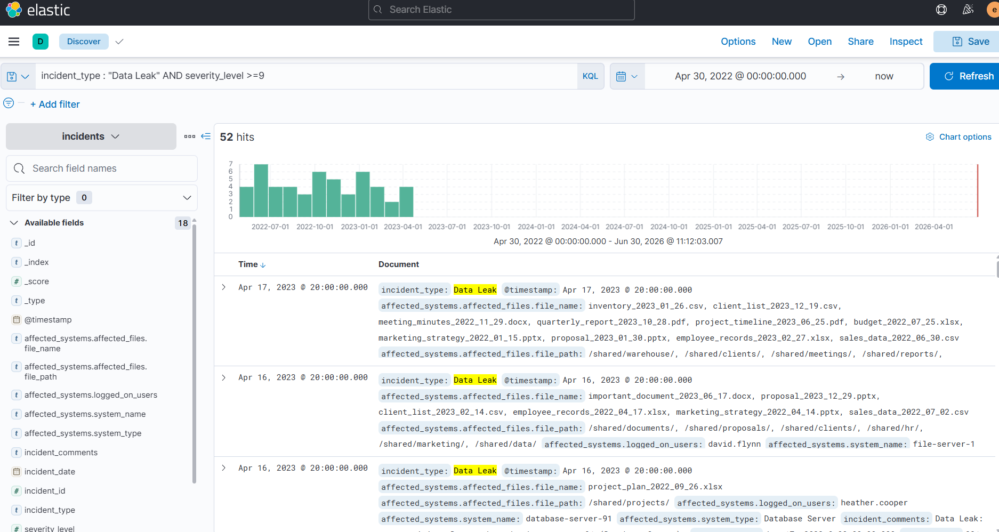 elastic
Search Elastic
e
D
Discover
Options
New
Open
Share
Inspect
Save
incident_type : "Data Leak" AND severity_level >=9
KQL
Apr 30, 2022 @ 00:00:00.000
→
now
Refresh
+ Add filter
incidents
52 hits
Chart options
Search field names
Filter by type 0
Available fields 18
t _id
t _index
# _score
t _type
@timestamp
t affected_systems.affected_files.
file_name
t affected_systems.affected_files.
file_path
t affected_systems.logged_on_users
t affected_systems.system_name
t affected_systems.system_type
t incident_comments
incident_date
# incident_id
t incident_type
# severity_level
7
6
5
4
3
2
1
0
2022-07-01 2022-10-01 2023-01-01 2023-04-01 2023-07-01 2023-10-01 2024-01-01 2024-04-01 2024-07-01 2024-10-01 2025-01-01 2025-04-01 2025-07-01 2025-10-01 2026-01-01 2026-04-01
Apr 30, 2022 @ 00:00:00.000 - Jun 30, 2026 @ 11:12:03.007
Time ↓ Document
Apr 17, 2023 @ 20:00:00.000
incident_type: Data Leak @timestamp: Apr 17, 2023 @ 20:00:00.000
affected_systems.affected_files.file_name: inventory_2023_01_26.csv, client_list_2023_12_19.csv,
meeting_minutes_2022_11_29.docx, quarterly_report_2023_10_28.pdf, project_timeline_2023_06_25.pdf, budget_2022_07_25.xlsx,
marketing_strategy_2022_01_15.pptx, proposal_2023_01_30.pptx, employee_records_2023_02_27.xlsx, sales_data_2022_06_30.csv
affected_systems.affected_files.file_path: /shared/warehouse/, /shared/clients/, /shared/meetings/, /shared/reports/,
Apr 16, 2023 @ 20:00:00.000
incident_type: Data Leak @timestamp: Apr 16, 2023 @ 20:00:00.000
affected_systems.affected_files.file_name: important_document_2023_06_17.docx, proposal_2023_12_29.pptx,
client_list_2023_02_14.csv, employee_records_2022_04_17.xlsx, marketing_strategy_2022_04_14.pptx, sales_data_2022_07_02.csv
affected_systems.affected_files.file_path: /shared/documents/, /shared/proposals/, /shared/clients/, /shared/hr/,
/shared/marketing/, /shared/data/ affected_systems.logged_on_users: david.flynn affected_systems.system_name: file-server-1
Apr 16, 2023 @ 20:00:00.000
incident_type: Data Leak @timestamp: Apr 16, 2023 @ 20:00:00.000
affected_systems.affected_files.file_name: project_plan_2022_09_26.xlsx
affected_systems.affected_files.file_path: /shared/projects/ affected_systems.logged_on_users: heather.cooper
affected_systems.system_name: database-server-91 affected_systems.system_type: Database Server incident_comments: Data Leak: